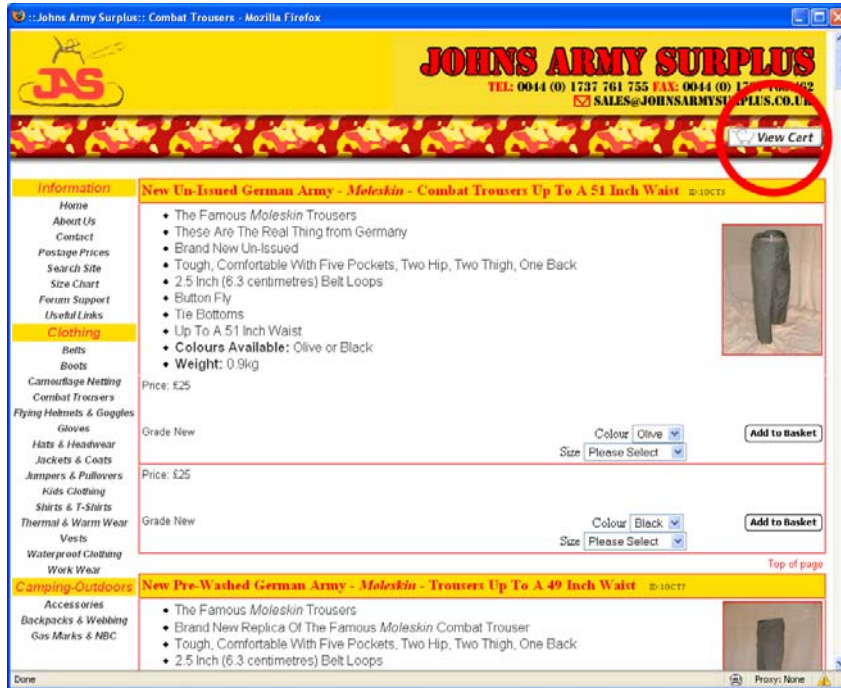 ::Johns Army Surplus:: Combat Trousers - Mozilla Firefox
JAS
JOHNS ARMY SURPLUS
TEL: 0044 (0) 1737 761 755 FAX: 0044 (0)
SALES@JOHNSARMYSURPLUS.CO.UK
View Cart
Information
Home
About Us
Contact
Postage Prices
Search Site
Size Chart
Forum Support
Useful Links
Clothing
Belts
Boots
Camouflage Netting
Combat Trousers
Flying Helmets & Goggles
Gloves
Hats & Headwear
Jackets & Coats
Jumpers & Pullovers
Kids Clothing
Shirts & T-Shirts
Thermal & Warm Wear
Vests
Waterproof Clothing
Work Wear
Camping-Outdoors
Accessories
Backpacks & Webbing
Gas Marks & NBC
New Un-Issued German Army - Moleskin - Combat Trousers Up To A 51 Inch Waist ID:10CT5
The Famous Moleskin Trousers
These Are The Real Thing from Germany
Brand New Un-Issued
Tough, Comfortable With Five Pockets, Two Hip, Two Thigh, One Back
2.5 Inch (6.3 centimetres) Belt Loops
Button Fly
Tie Bottoms
Up To A 51 Inch Waist
Colours Available: Olive or Black
Weight: 0.9kg
Price: £25
Grade New
Colour Olive
Add to Basket
Size Please Select
Price: £25
Grade New
Colour Black
Add to Basket
Size Please Select
Top of page
New Pre-Washed German Army - Moleskin - Trousers Up To A 49 Inch Waist ID:10CT7
The Famous Moleskin Trousers
Brand New Replica Of The Famous Moleskin Combat Trouser
Tough, Comfortable With Five Pockets, Two Hip, Two Thigh, One Back
2.5 Inch (6.3 centimetres) Belt Loops
Done
Proxy: None